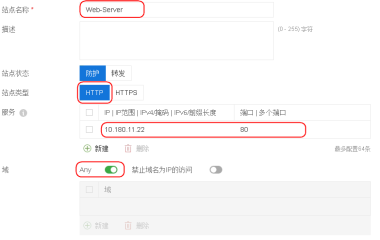 站点名称 * Web-Server
描述 (0 - 255) 字符
站点状态 防护 转发
站点类型 HTTP HTTPS
服务 IP | IP范围 | IPv4/掩码 | IPv6/前缀长度 端口 | 多个端口
10.180.11.22 80
新建 删除 最多配置64条
域 Any 禁止域名为IP的访问
域
新建 删除